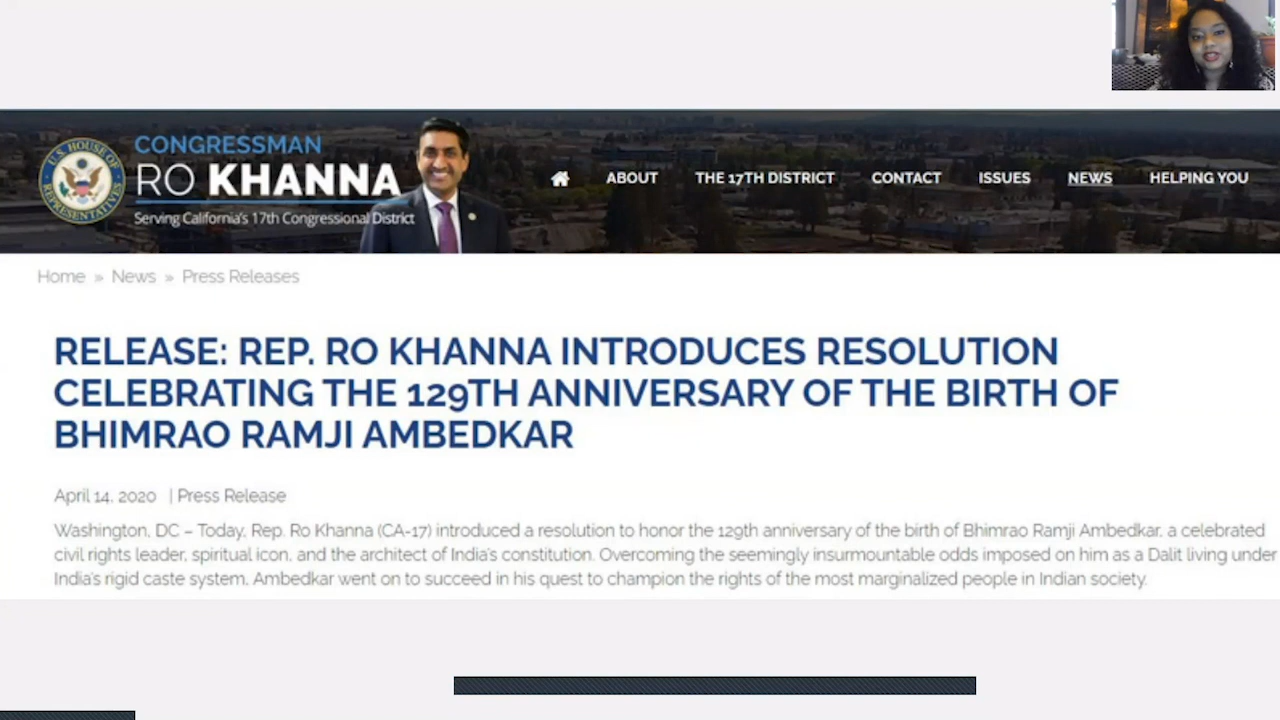 U.S. HOUSE OF REPRESENTATIVES
CONGRESSMAN
RO KHANNA
Serving California's 17th Congressional District
ABOUT THE 17TH DISTRICT CONTACT ISSUES NEWS HELPING YOU
Home » News » Press Releases
RELEASE: REP. RO KHANNA INTRODUCES RESOLUTION
CELEBRATING THE 129TH ANNIVERSARY OF THE BIRTH OF
BHIMRAO RAMJI AMBEDKAR
April 14, 2020 | Press Release
Washington, DC – Today, Rep. Ro Khanna (CA-17) introduced a resolution to honor the 129th anniversary of the birth of Bhimrao Ramji Ambedkar, a celebrated
civil rights leader, spiritual icon, and the architect of India's constitution. Overcoming the seemingly insurmountable odds imposed on him as a Dalit living under
India's rigid caste system, Ambedkar went on to succeed in his quest to champion the rights of the most marginalized people in Indian society.